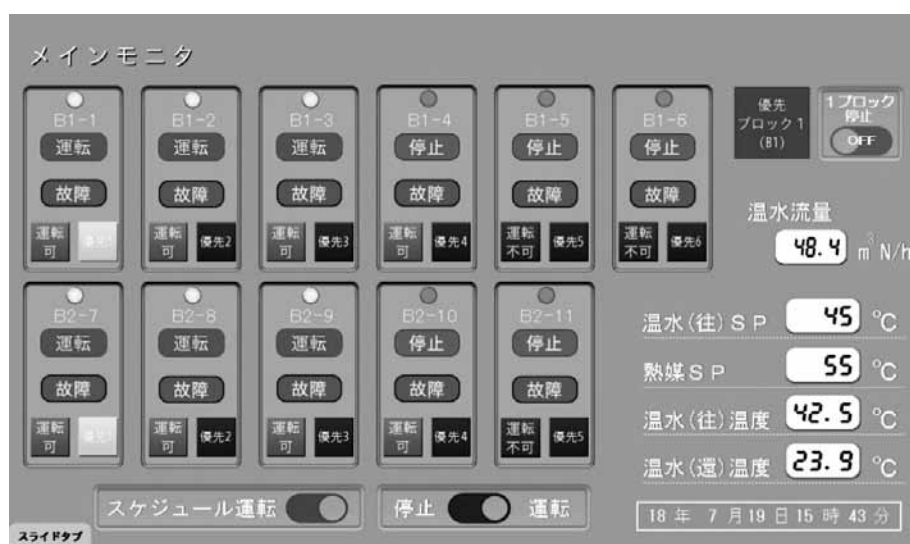 メインモニタ
B1-1
運転
故障
運転可
優先1
B1-2
運転
故障
運転可
優先2
B1-3
運転
故障
運転可
優先3
B1-4
停止
故障
運転可
優先4
B1-5
停止
故障
運転不可
優先5
B1-6
停止
故障
運転不可
優先6
優先
ブロック1
(B1)
1ブロック
停止
OFF
温水流量
48.4 m³N/h
B2-7
運転
故障
運転可
優先1
B2-8
運転
故障
運転可
優先2
B2-9
運転
故障
運転可
優先3
B2-10
停止
故障
運転可
優先4
B2-11
停止
故障
運転不可
優先5
温水(往)SP 45 ℃
熱媒SP 55 ℃
温水(往)温度 42.5 ℃
温水(還)温度 23.9 ℃
スケジュール運転
停止 運転
18年 7月19日15時43分
スライドタブ